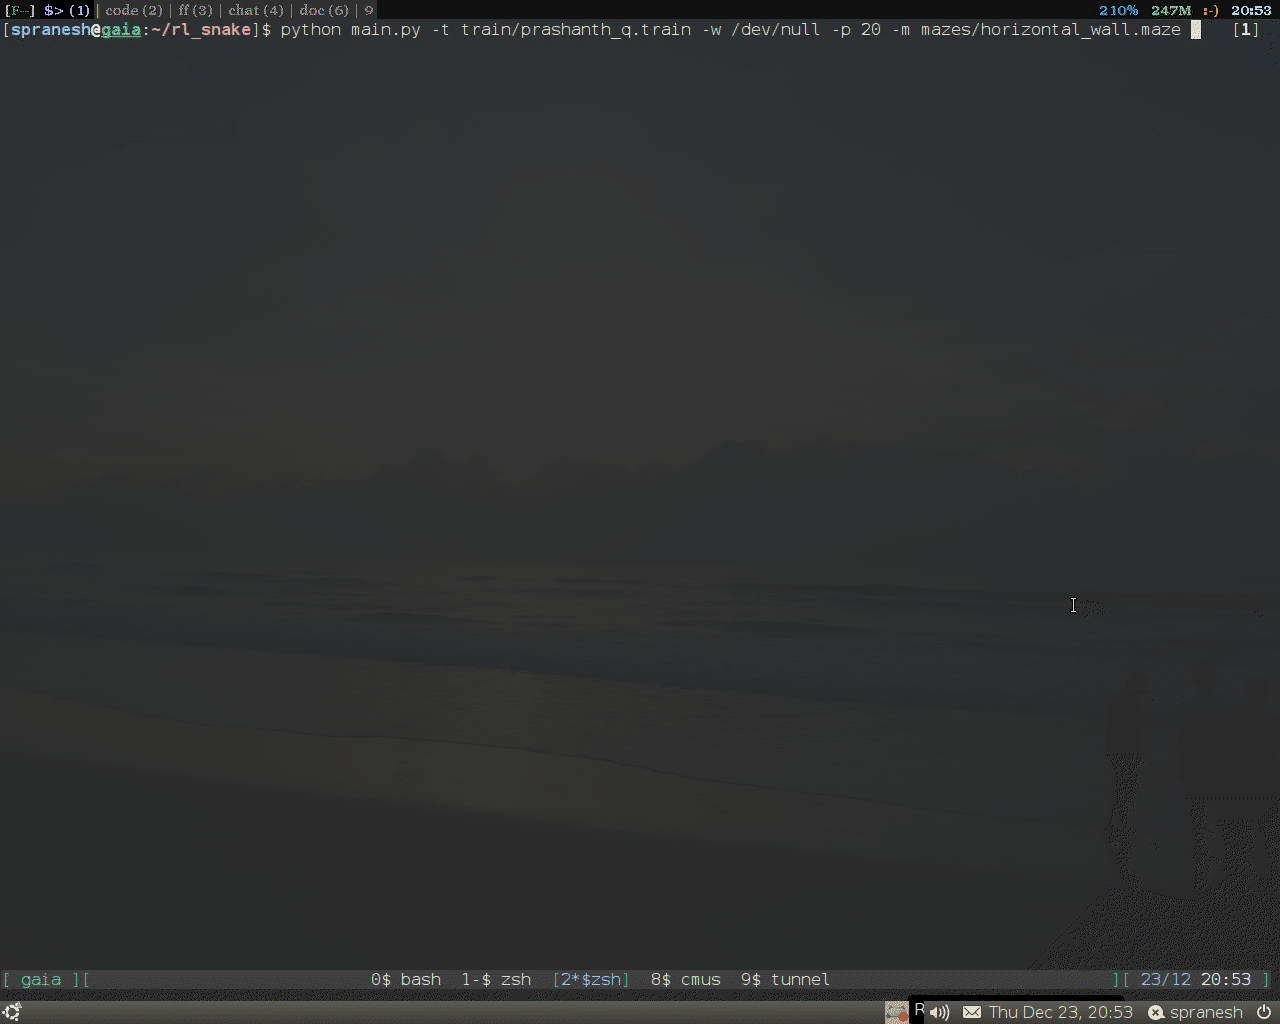 [F--] $> (1) | code (2) | ff (3) | chat (4) | doc (6) | 9 210% 247M :-) 20:53
[spranesh@gaia:~/rl_snake]$ python main.py -t train/prashanth_q.train -w /dev/null -p 20 -m mazes/horizontal_wall.maze [1]
[ gaia ][ 0$ bash 1-$ zsh [2*$zsh] 8$ cmus 9$ tunnel ][ 23/12 20:53 ]
R Thu Dec 23, 20:53 spranesh